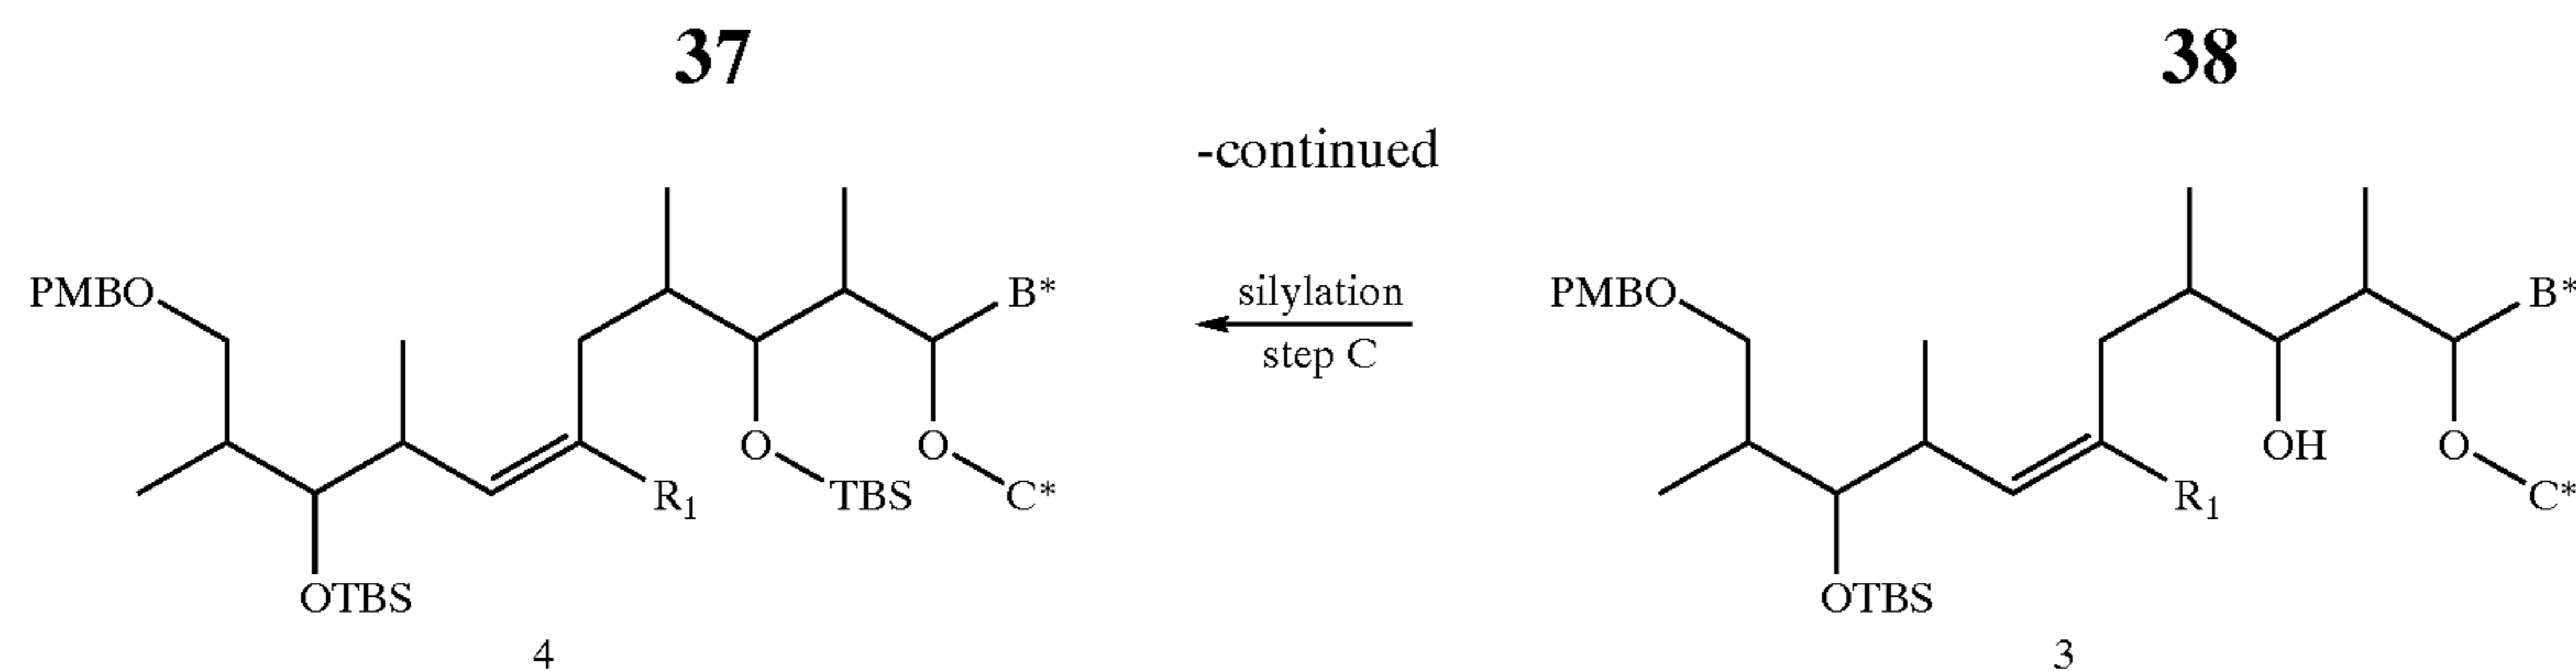 37 38
-continued
PMBO B* silylation PMBO B*
step C
O O OH O
R1 TBS C* R1 C*
OTBS OTBS
4 3